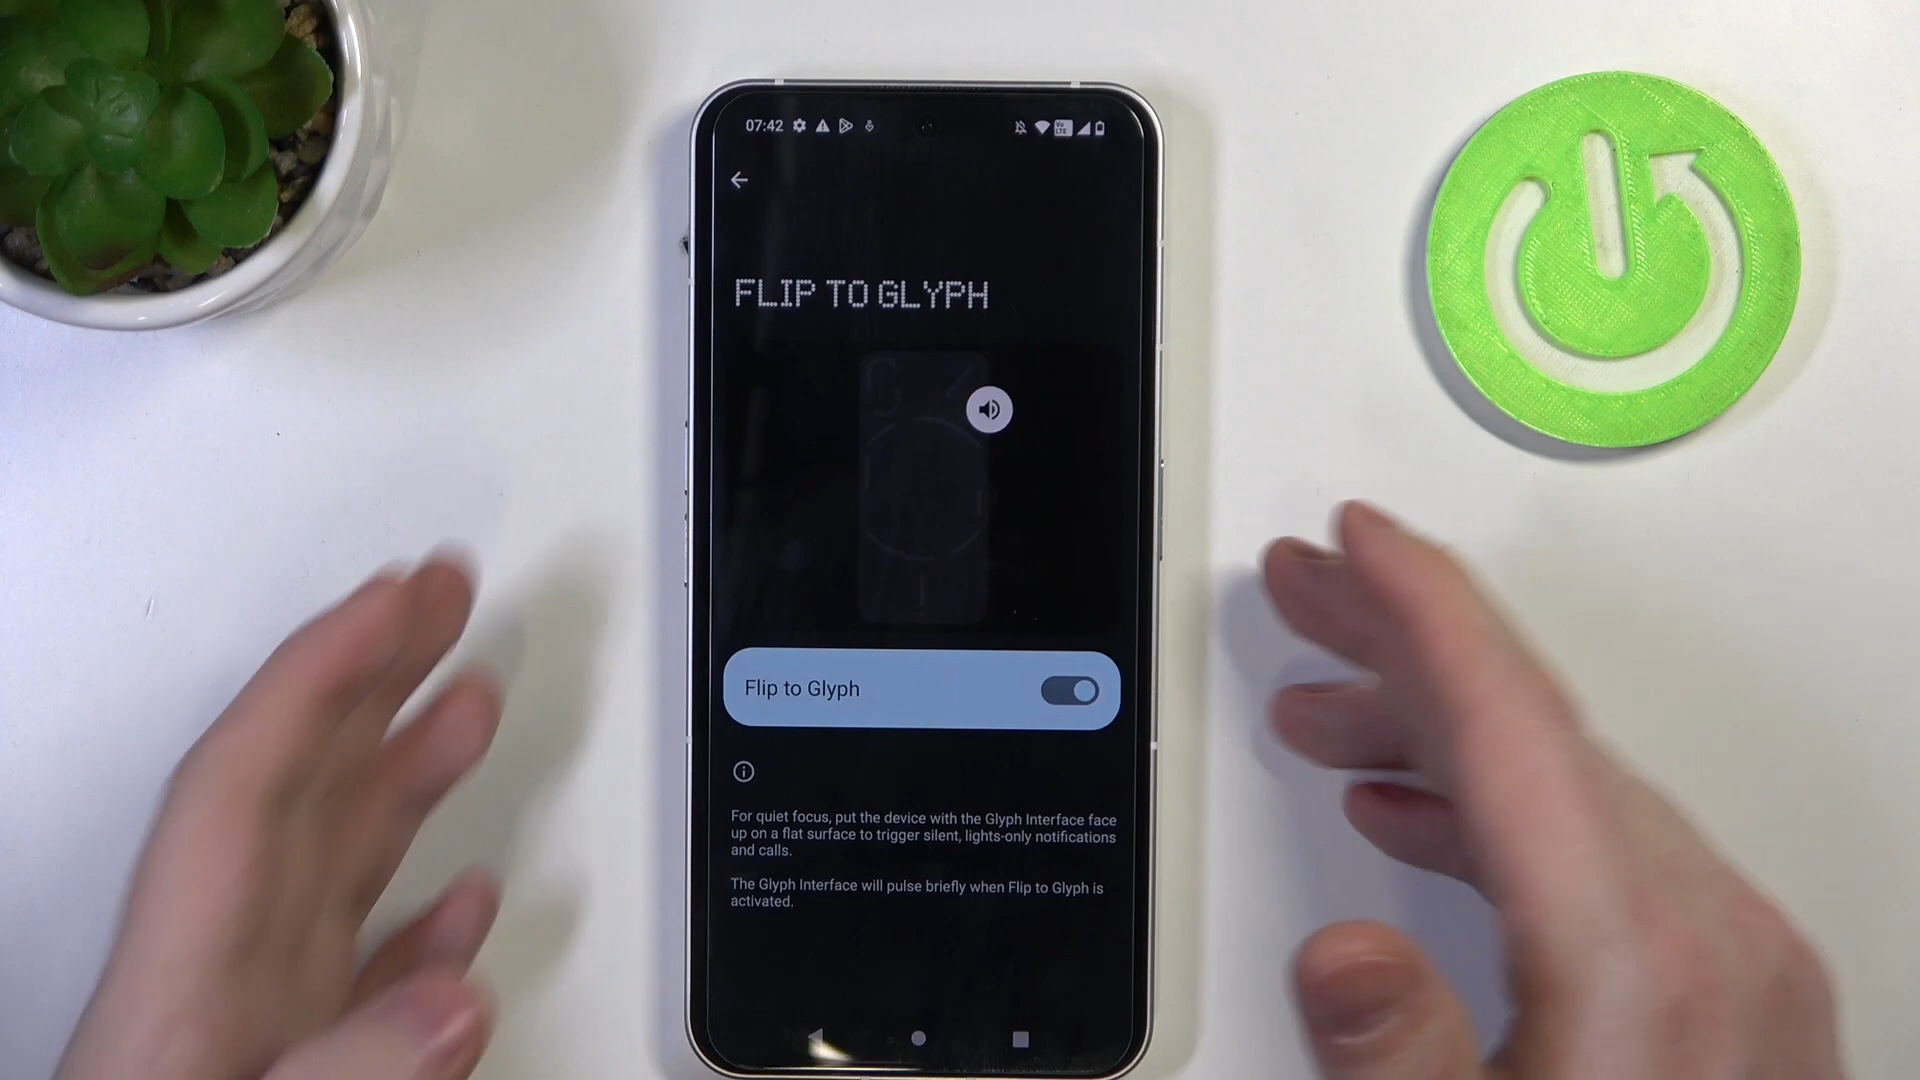 07:42
Vo
LTE
FLIP TO GLYPH
Flip to Glyph
For quiet focus, put the device with the Glyph Interface face
up on a flat surface to trigger silent, lights-only notifications
and calls.
The Glyph Interface will pulse briefly when Flip to Glyph is
activated.